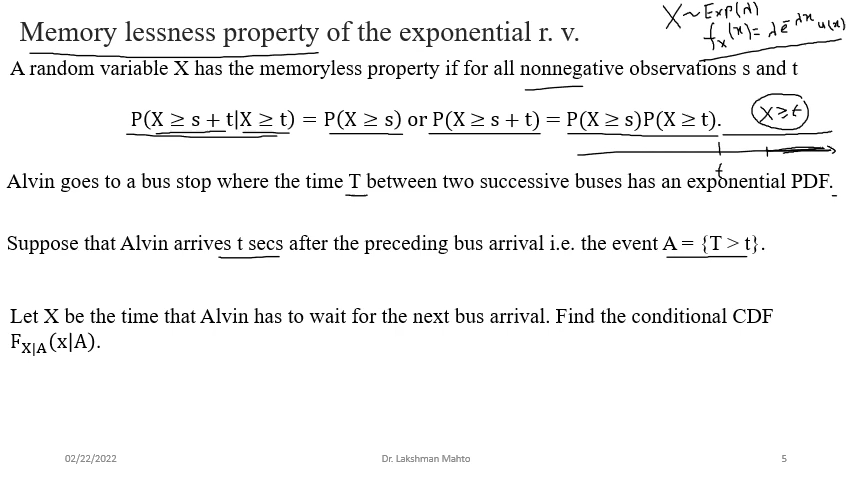 Memory lessness property of the exponential r. v.
X~Exp(λ)
fₓ(x)= λe^-λx u(x)
A random variable X has the memoryless property if for all nonnegative observations s and t
P(X ≥ s + t|X ≥ t) = P(X ≥ s) or P(X ≥ s + t) = P(X ≥ s)P(X ≥ t).
X≥t
t
Alvin goes to a bus stop where the time T between two successive buses has an exponential PDF.
Suppose that Alvin arrives t secs after the preceding bus arrival i.e. the event A = {T > t}.
Let X be the time that Alvin has to wait for the next bus arrival. Find the conditional CDF
F_X|A(x|A).
02/22/2022
Dr. Lakshman Mahto
5